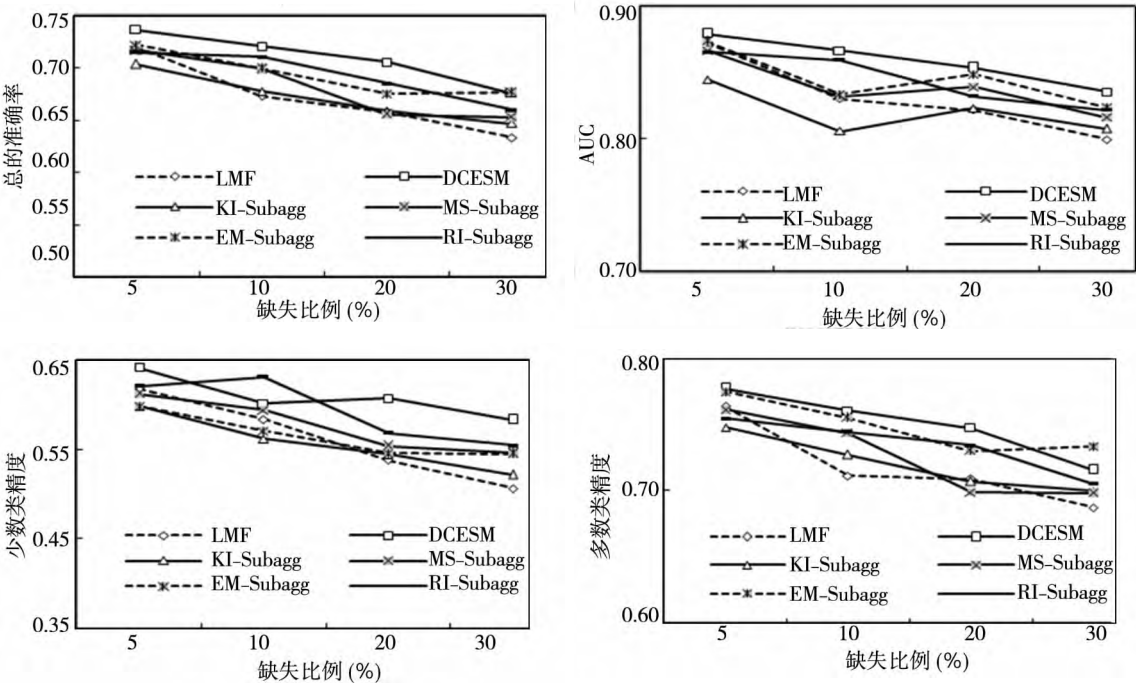 总的准确率
0.75
0.70
0.65
0.60
0.55
0.50
LMF
DCESM
KI–Subagg
MS–Subagg
EM–Subagg
RI–Subagg
5 10 20 30
缺失比例 (%)
AUC
0.90
0.80
0.70
LMF
DCESM
KI–Subagg
MS–Subagg
EM–Subagg
RI–Subagg
5 10 20 30
缺失比例 (%)
少数类精度
0.65
0.55
0.45
0.35
LMF
DCESM
KI–Subagg
MS–Subagg
EM–Subagg
RI–Subagg
5 10 20 30
缺失比例 (%)
多数类精度
0.80
0.70
0.60
LMF
DCESM
KI–Subagg
MS–Subagg
EM–Subagg
RI–Subagg
5 10 20 30
缺失比例 (%)